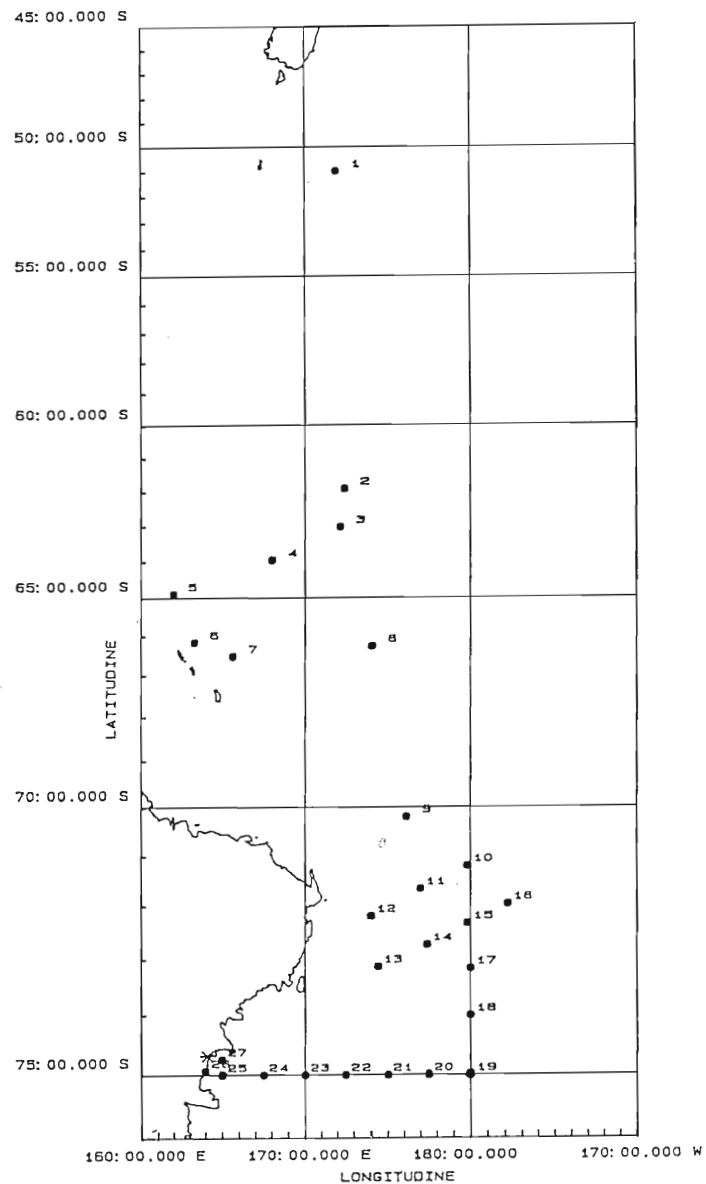 45: 00.000 S
50: 00.000 S
1
55: 00.000 S
60: 00.000 S
2
3
4
65: 00.000 S
5
6
7
8
LATITUDINE
70: 00.000 S
9
10
11
16
12
15
14
13
17
18
27
75: 00.000 S
25
24
23
22
21
20
19
160: 00.000 E
170: 00.000 E
180: 00.000
170: 00.000 W
LONGITUDINE